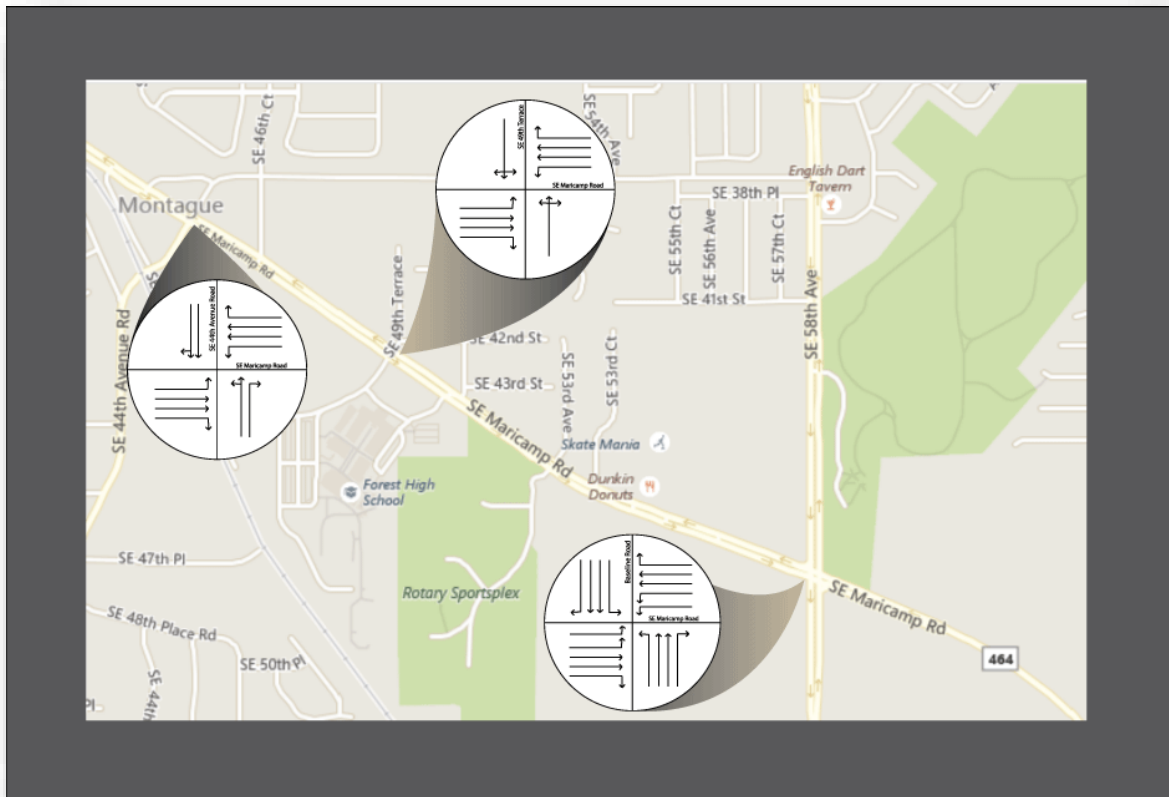 SE 46th Ct
SE 54th Ave
SE 49th Terrace
SE Maricamp Road
English Dart
Tavern
SE 38th Pl
Montague
SE Maricamp Rd
SE 55th Ct
SE 56th Ave
SE 57th Ct
SE 41st St
SE 49th Terrace
SE 58th Ave
SE 44th Avenue Road
SE Maricamp Road
SE 44th Avenue Rd
SE 42nd St
SE 43rd St
SE 53rd Ave
SE 53rd Ct
SE Maricamp Rd
Skate Mania
Dunkin
Donuts
Forest High
School
SE 47th Pl
Rotary Sportsplex
Baseline Road
SE Maricamp Road
SE Maricamp Rd
464
SE 48th Place Rd
SE 50th Pl
SE 44th
Pl